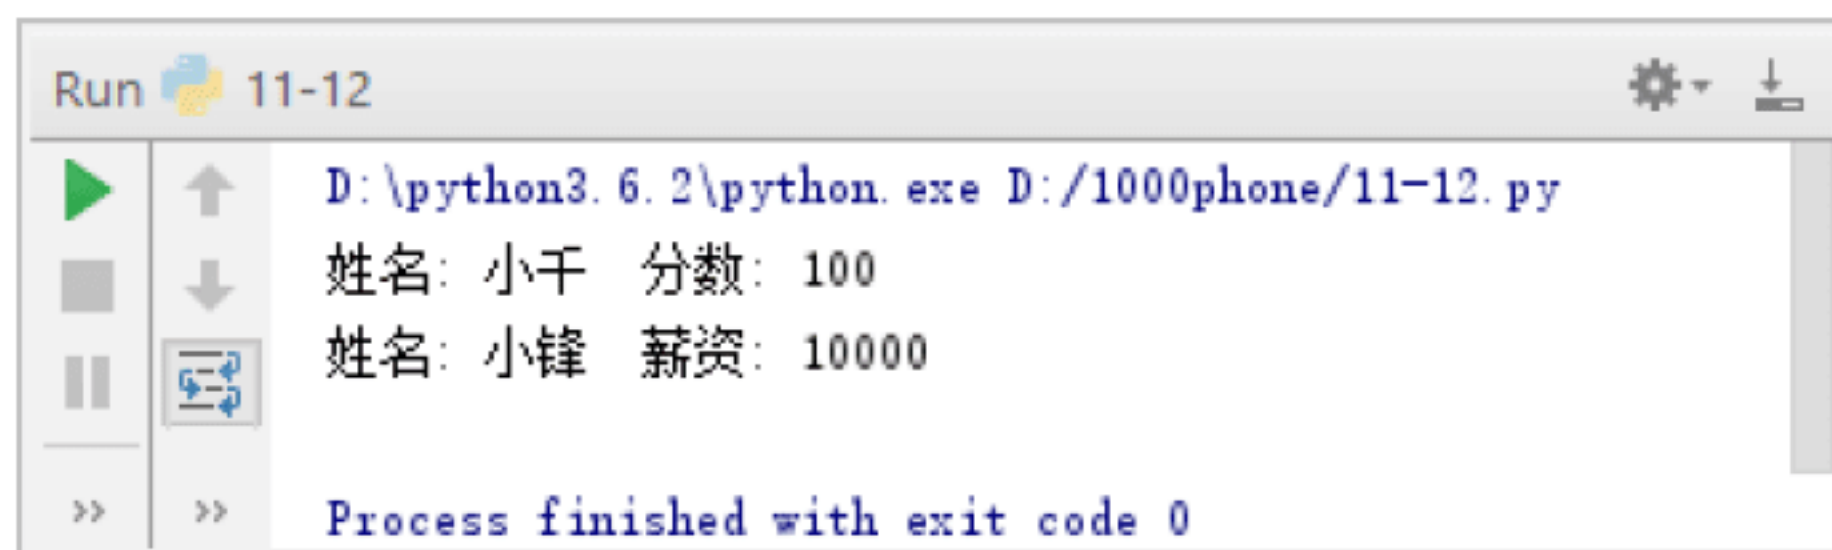 Run 11-12
D:\python3.6.2\python.exe D:/1000phone/11-12.py
姓名: 小千 分数: 100
姓名: 小锋 薪资: 10000
Process finished with exit code 0